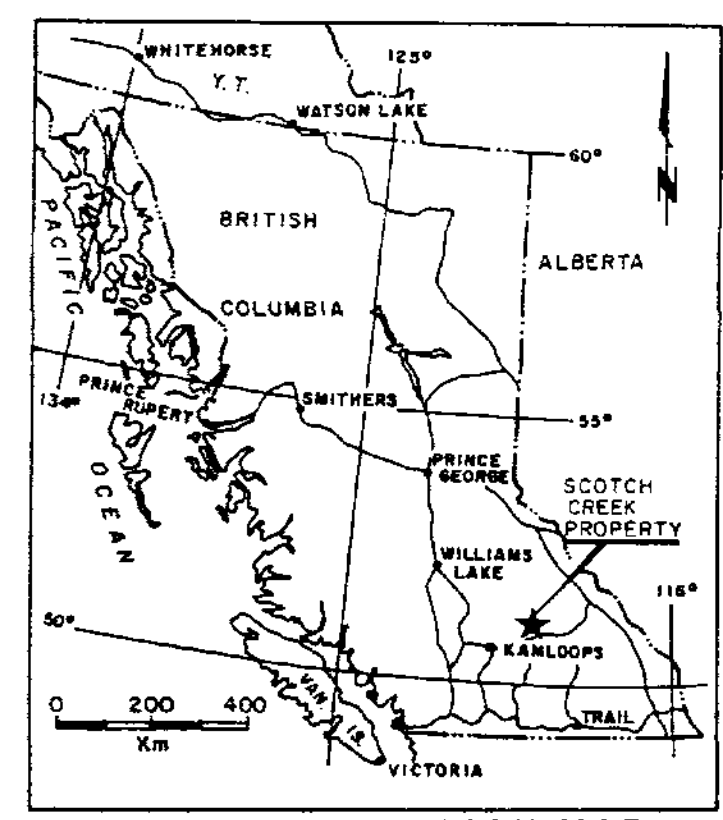 WHITEHORSE
125°
Y.T.
WATSON LAKE
60°
N
BRITISH
PACIFIC
ALBERTA
COLUMBIA
PRINCE
RUPERT
SMITHERS
134°
55°
OCEAN
PRINCE
GEORGE
SCOTCH
CREEK
PROPERTY
WILLIAMS
LAKE
116°
50°
KAMLOOPS
VAN.
IS.
0 200 400
Km
TRAIL
VICTORIA